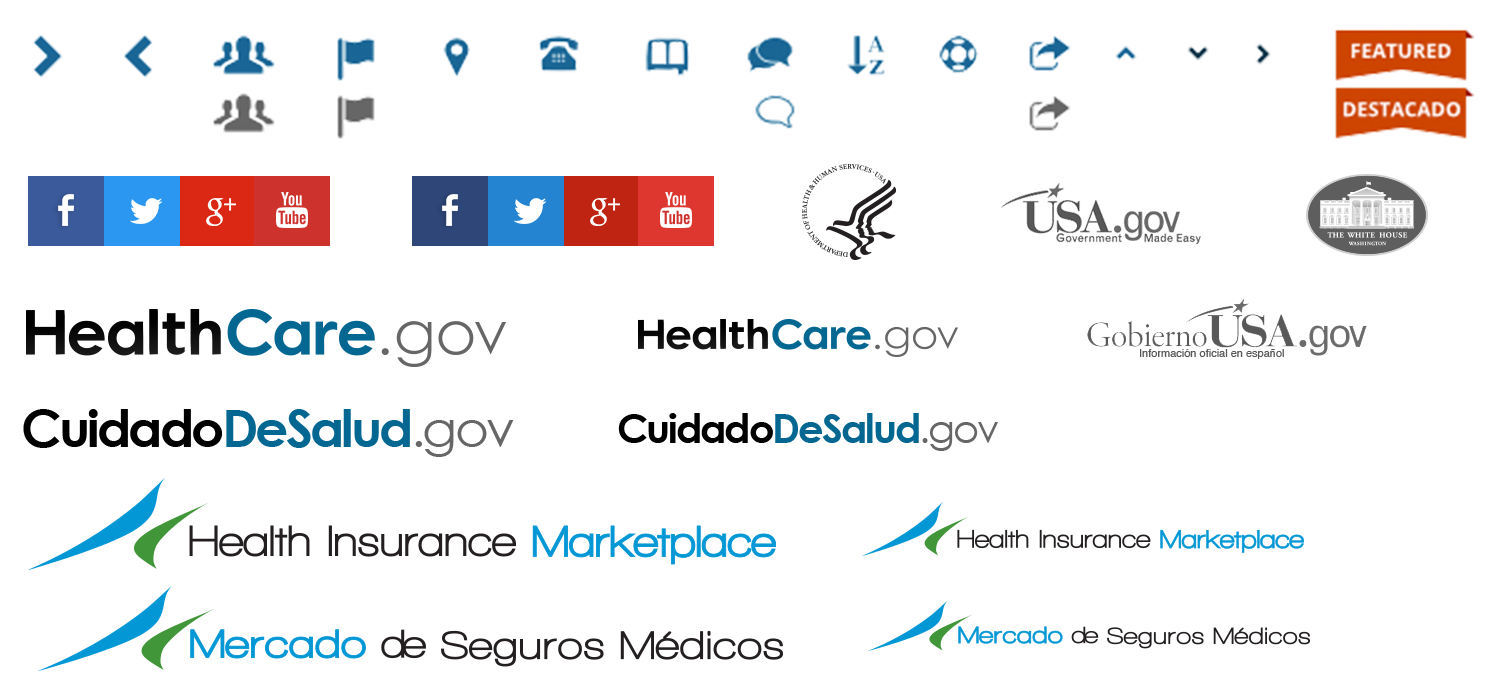 A
Z
FEATURED
DESTACADO
f
g+
You
Tube
f
g+
You
Tube
DEPARTMENT OF HEALTH & HUMAN SERVICES · USA
USA.gov
Government Made Easy
THE WHITE HOUSE
WASHINGTON
HealthCare.gov
HealthCare.gov
GobiernoUSA.gov
Información oficial en español
CuidadoDeSalud.gov
CuidadoDeSalud.gov
Health Insurance Marketplace
Health Insurance Marketplace
Mercado de Seguros Médicos
Mercado de Seguros Médicos